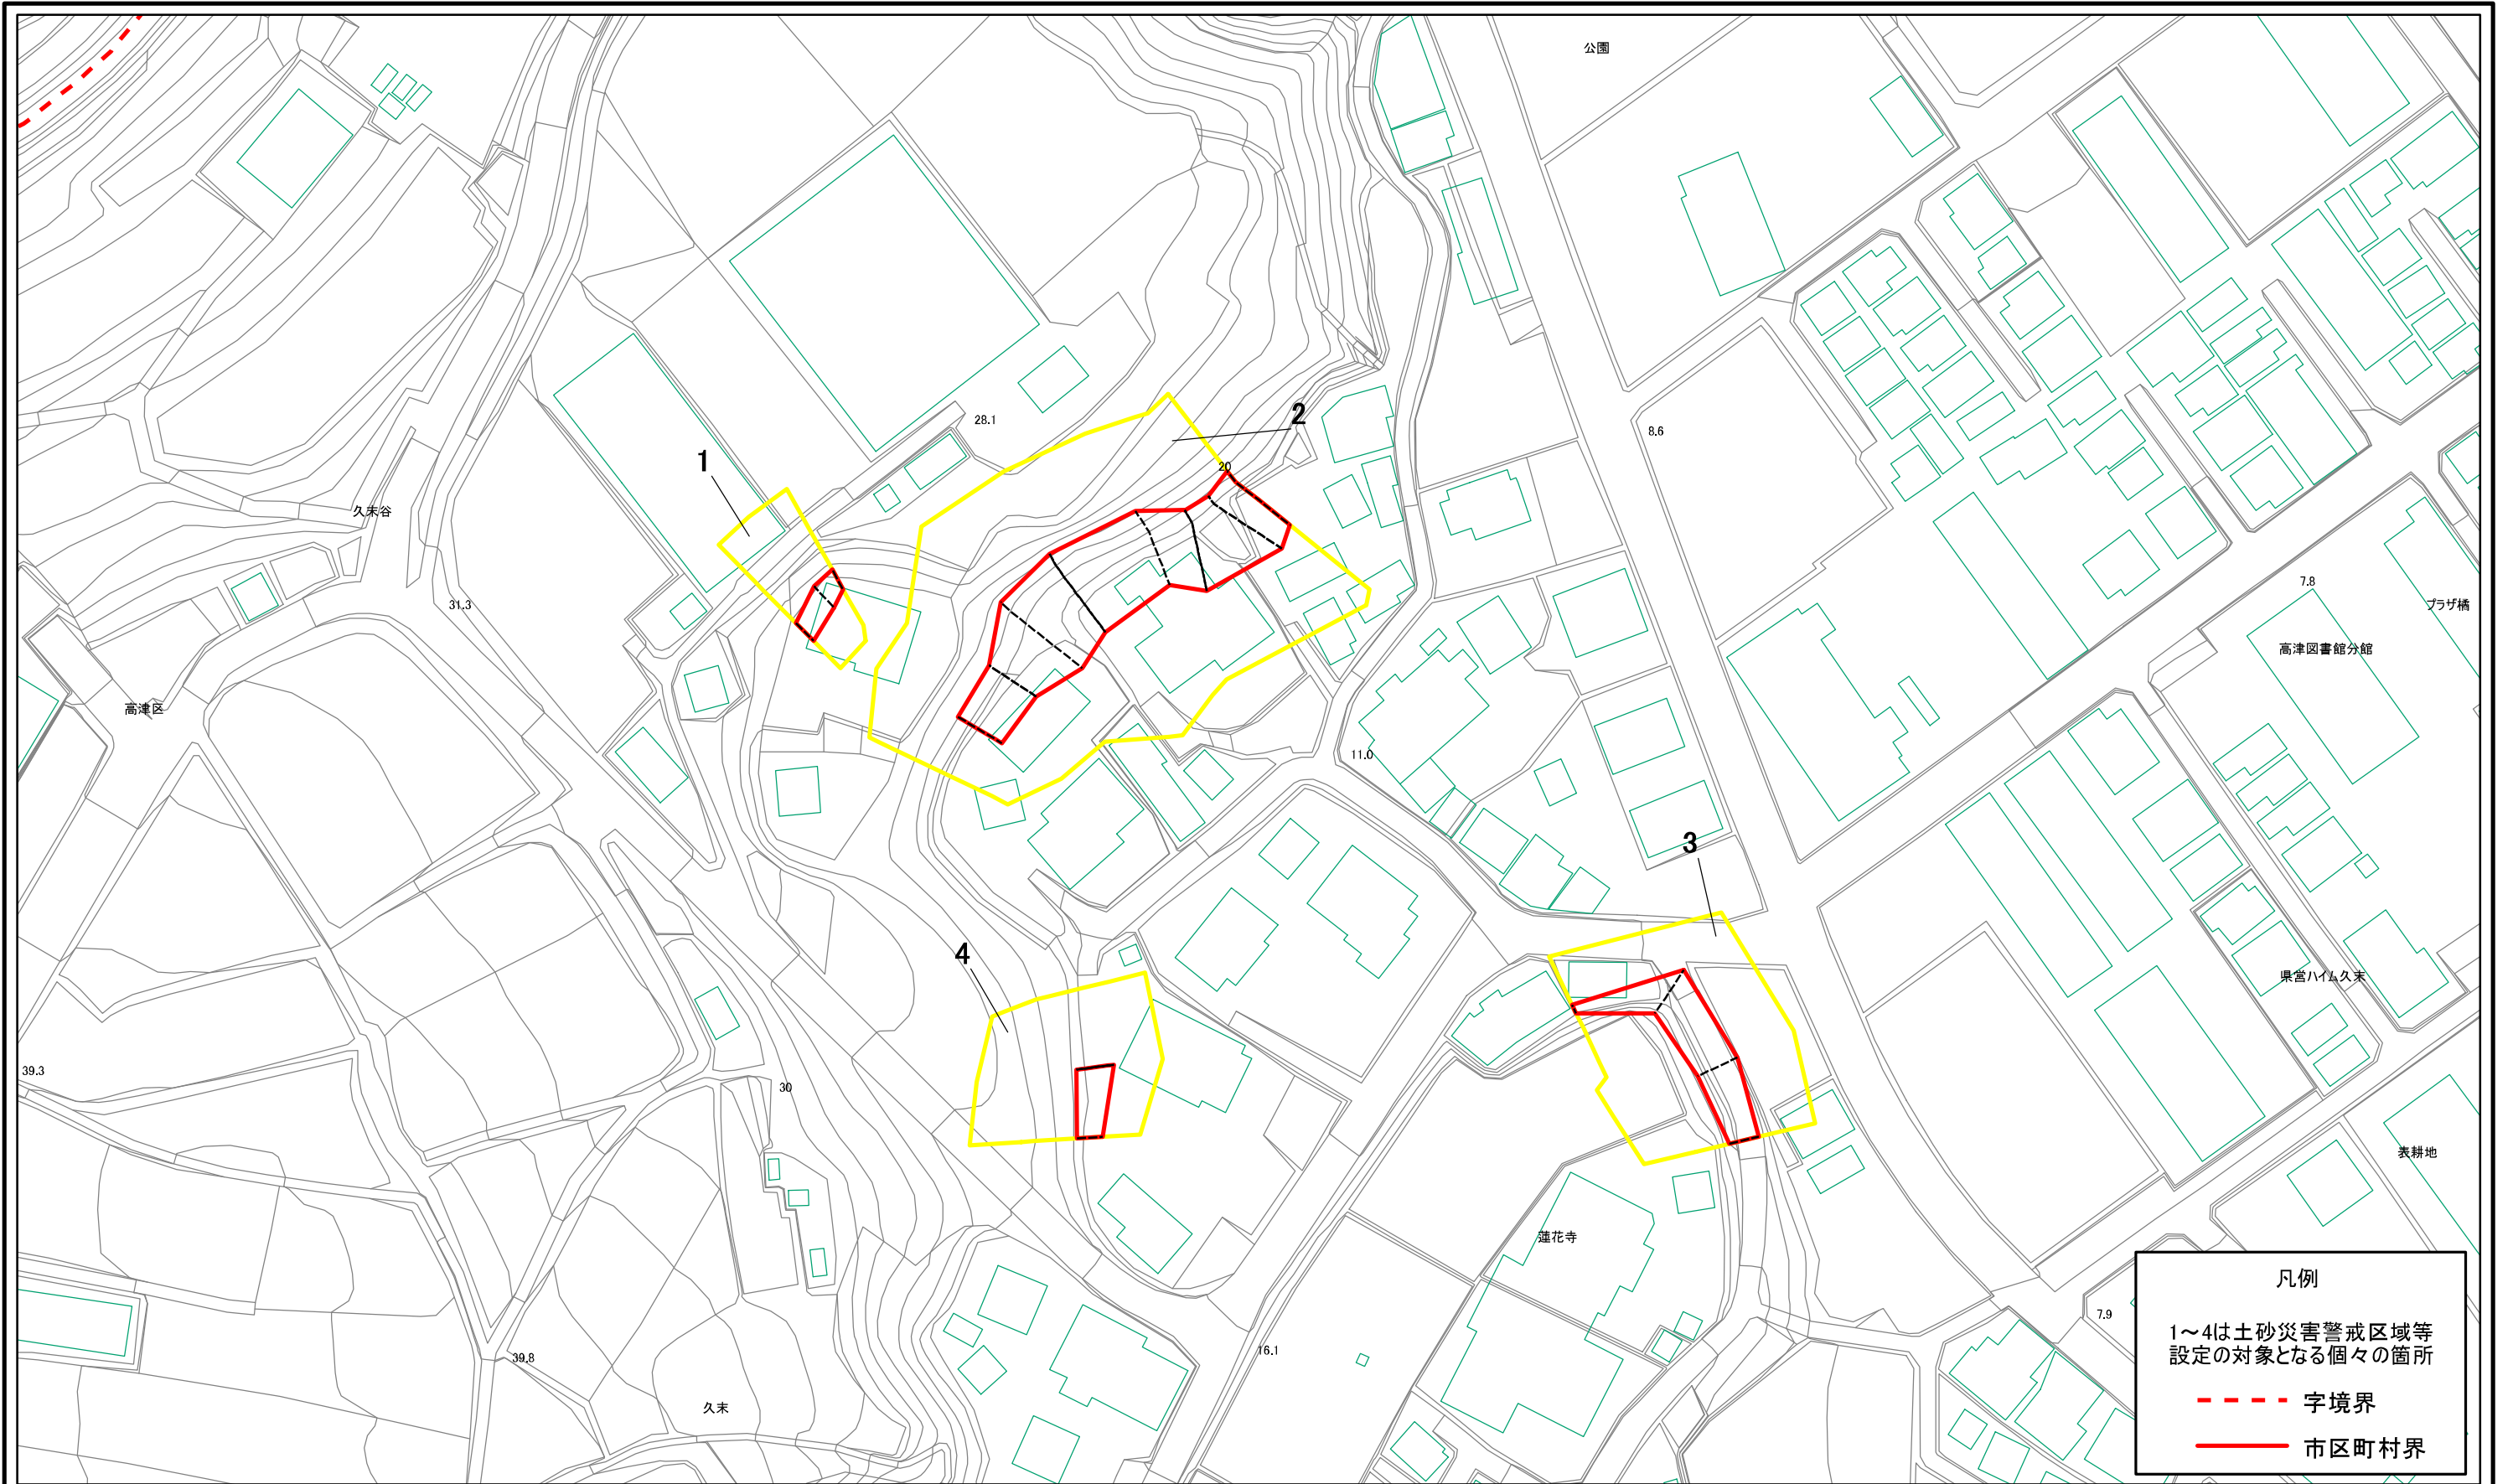 公園
28.1
2
20
8.6
1
久末谷
31.3
7.8
プラザ橘
高津図書館分館
高津区
11.0
3
4
県営ハイム久末
39.3
30
表耕地
蓮花寺
7.9
16.1
39.8
久末
凡例
1～4は土砂災害警戒区域等
設定の対象となる個々の箇所
字境界
市区町村界